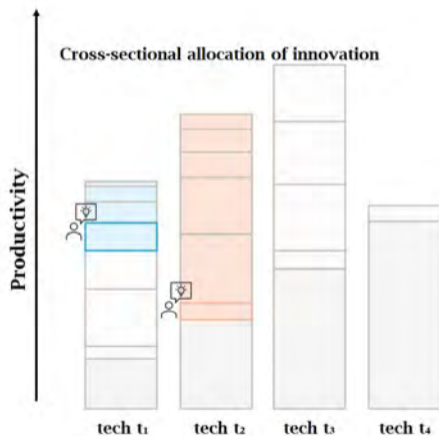 Cross-sectional allocation of innovation
Productivity
tech t₁
tech t₂
tech t₃
tech t₄